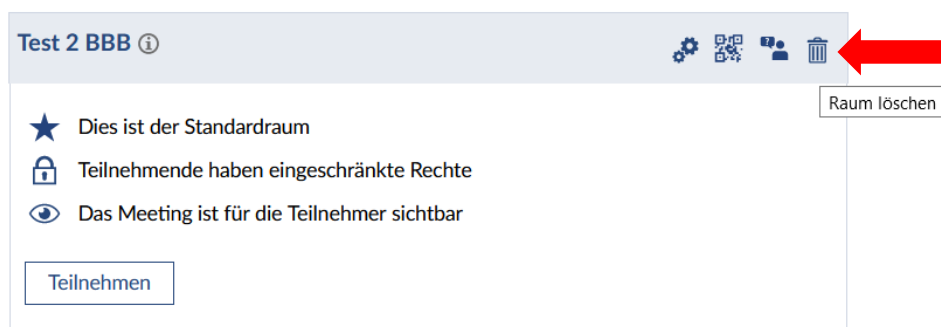 Test 2 BBB
Raum löschen
Dies ist der Standardraum
Teilnehmende haben eingeschränkte Rechte
Das Meeting ist für die Teilnehmer sichtbar
Teilnehmen